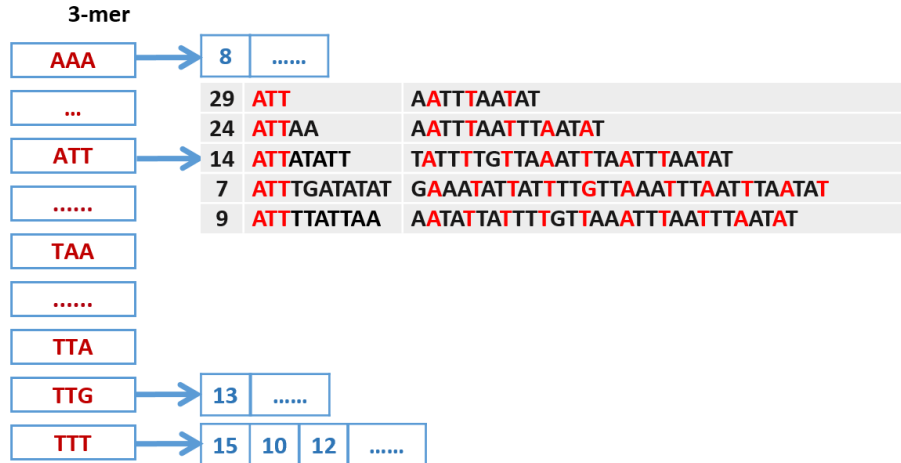 3-mer
AAA 8 ......
29 ATT AATTTAATAT
... 24 ATTAA AATTTAATTTAATAT
ATT 14 ATTATATT TATTTTGTTAAATTTAATTTAATAT
7 ATTTGATATAT GAAATATTATTTTGTTAAATTTAATTTAATAT
...... 9 ATTTTATTAA AATATTATTTTGTTAAATTTAATTTAATAT
TAA
......
TTA
TTG 13 ......
TTT 15 10 12 ......